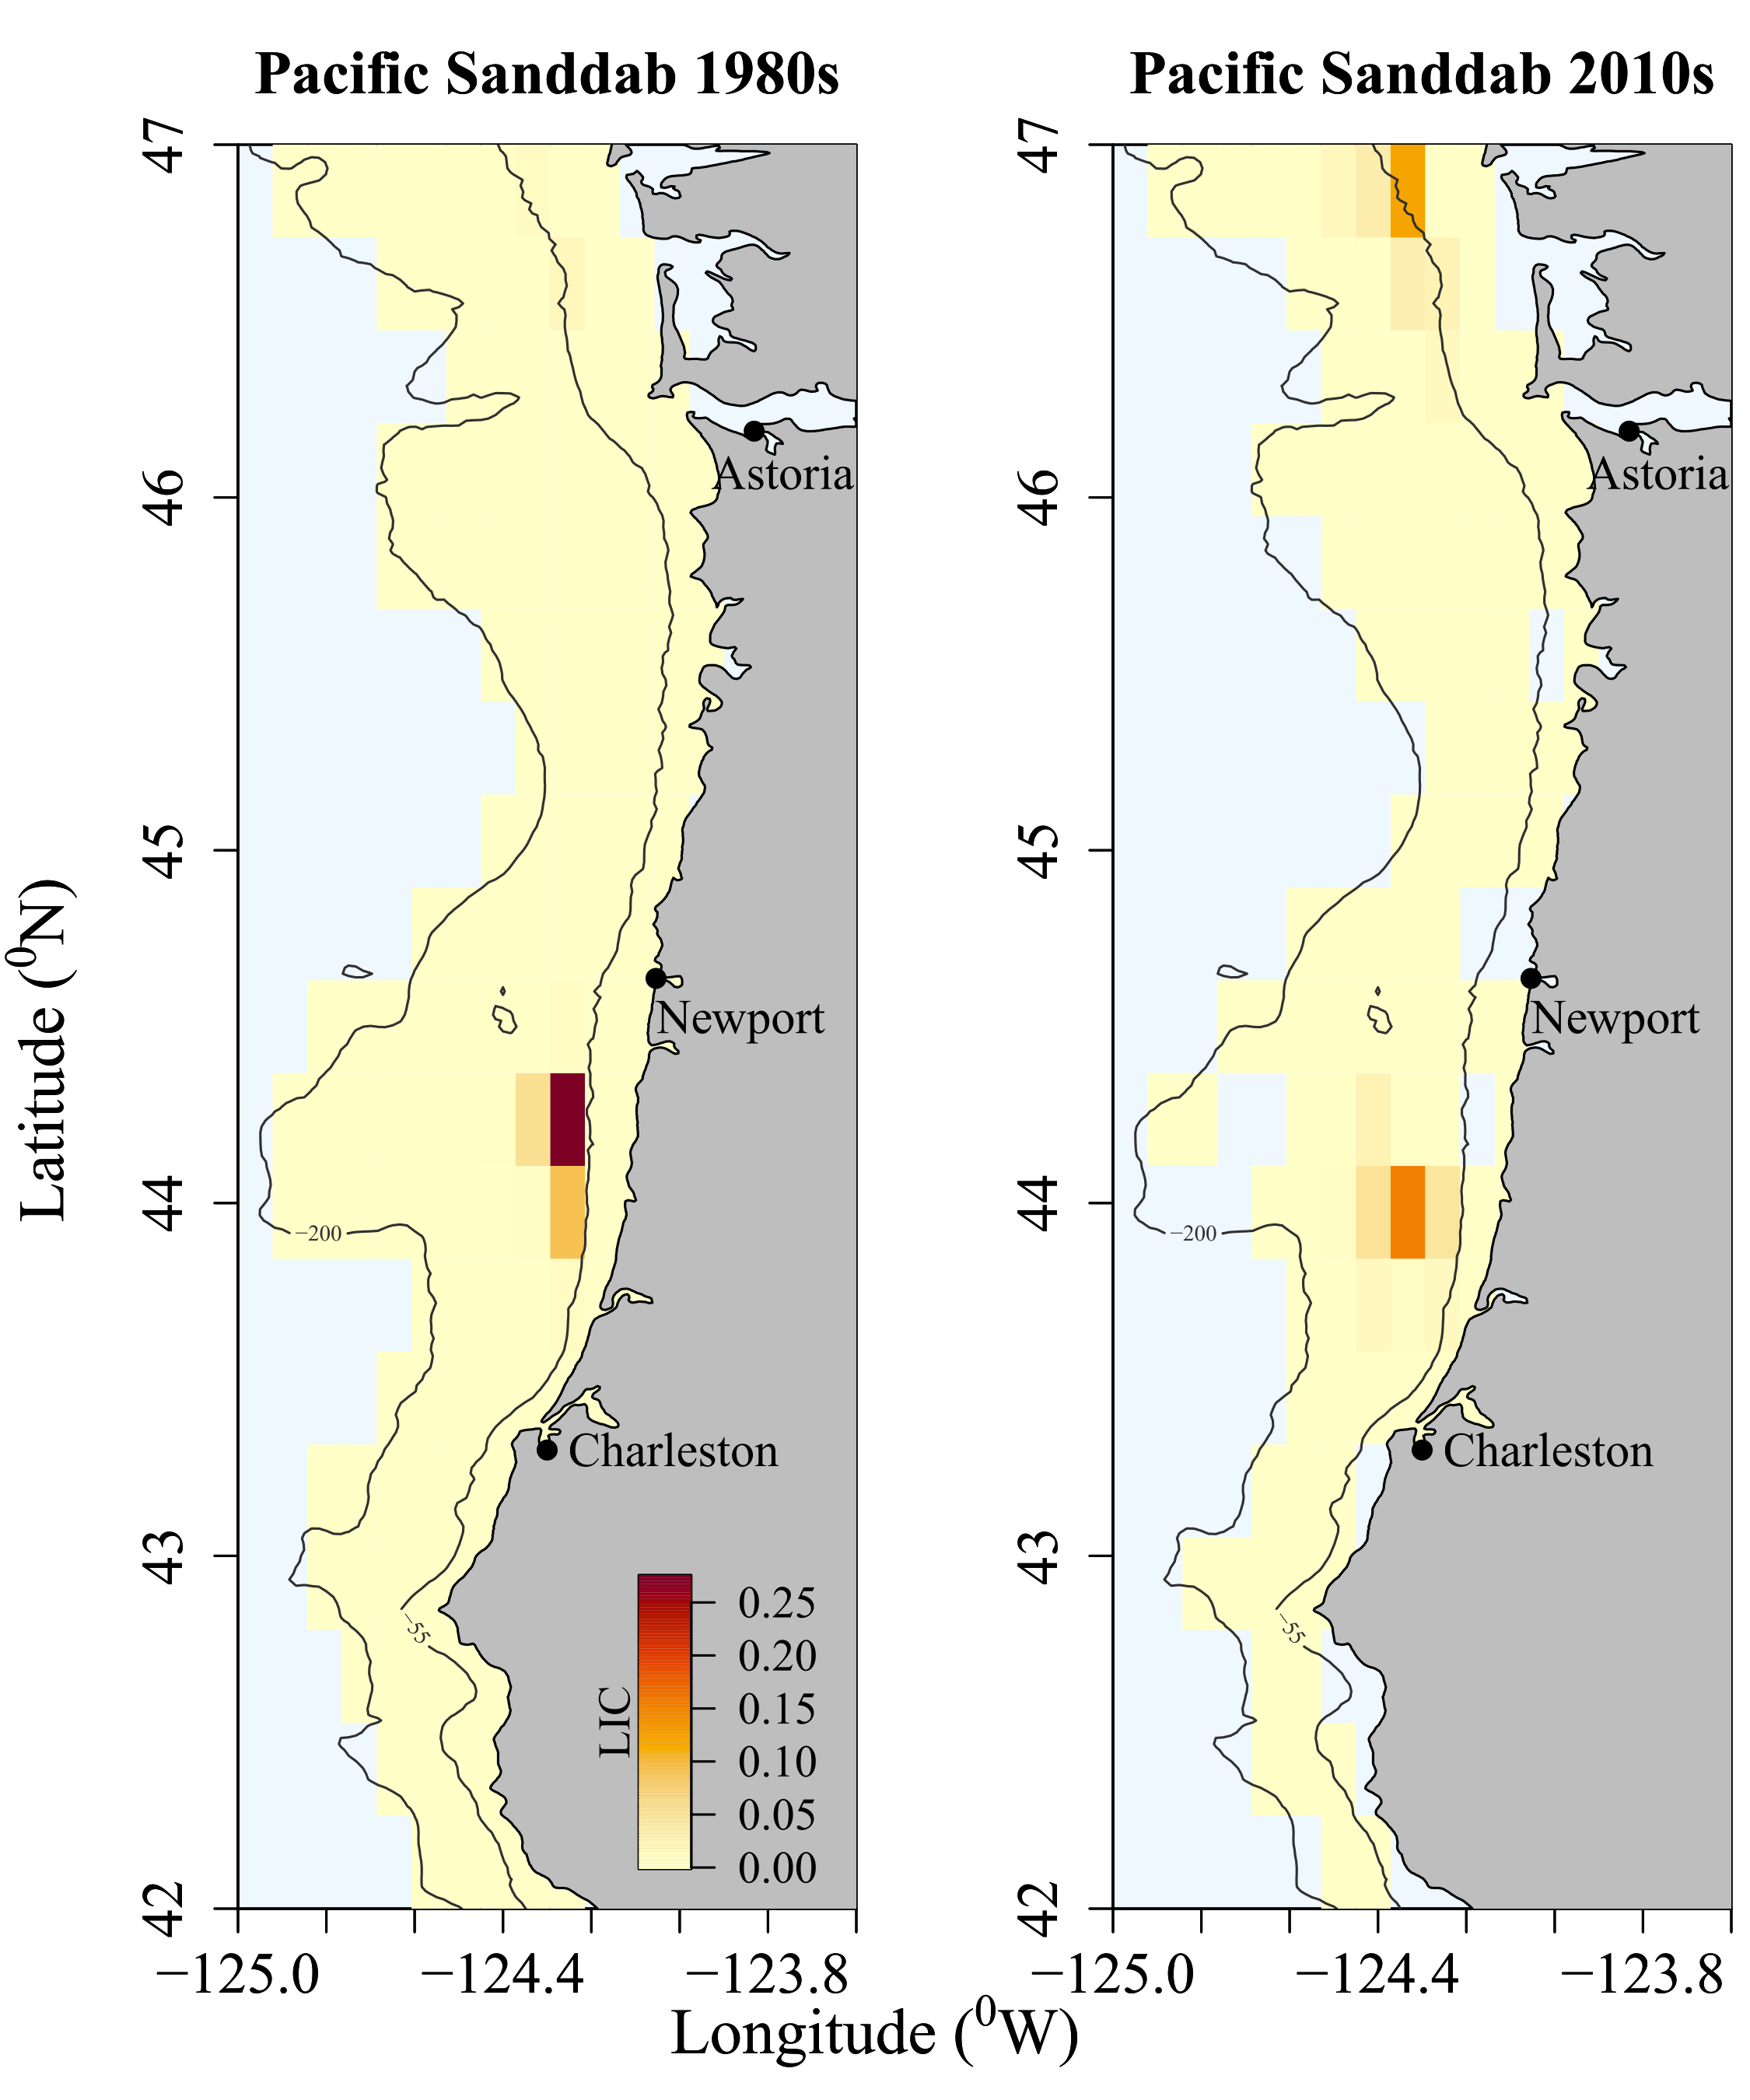 Pacific Sanddab 1980s
Pacific Sanddab 2010s
Latitude (⁰N)
47
46
45
44
43
42
Astoria
Newport
−200
Charleston
−55
LIC
0.25
0.20
0.15
0.10
0.05
0.00
−125.0
−124.4
−123.8
47
46
45
44
43
42
Astoria
Newport
−200
Charleston
−55
−125.0
−124.4
−123.8
Longitude (⁰W)